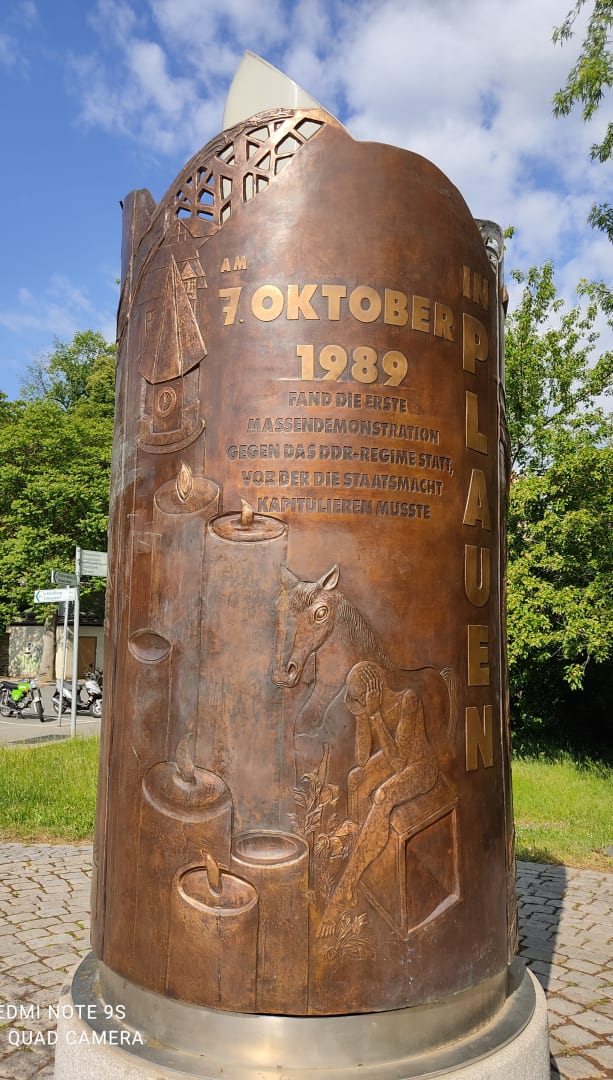 AM
7. OKTOBER
1989
FAND DIE ERSTE
MASSENDEMONSTRATION
GEGEN DAS DDR-REGIME STATT,
VOR DER DIE STAATSMACHT
KAPITULIEREN MUSSTE
IN PLAUEN
EDMI NOTE 9S
QUAD CAMERA